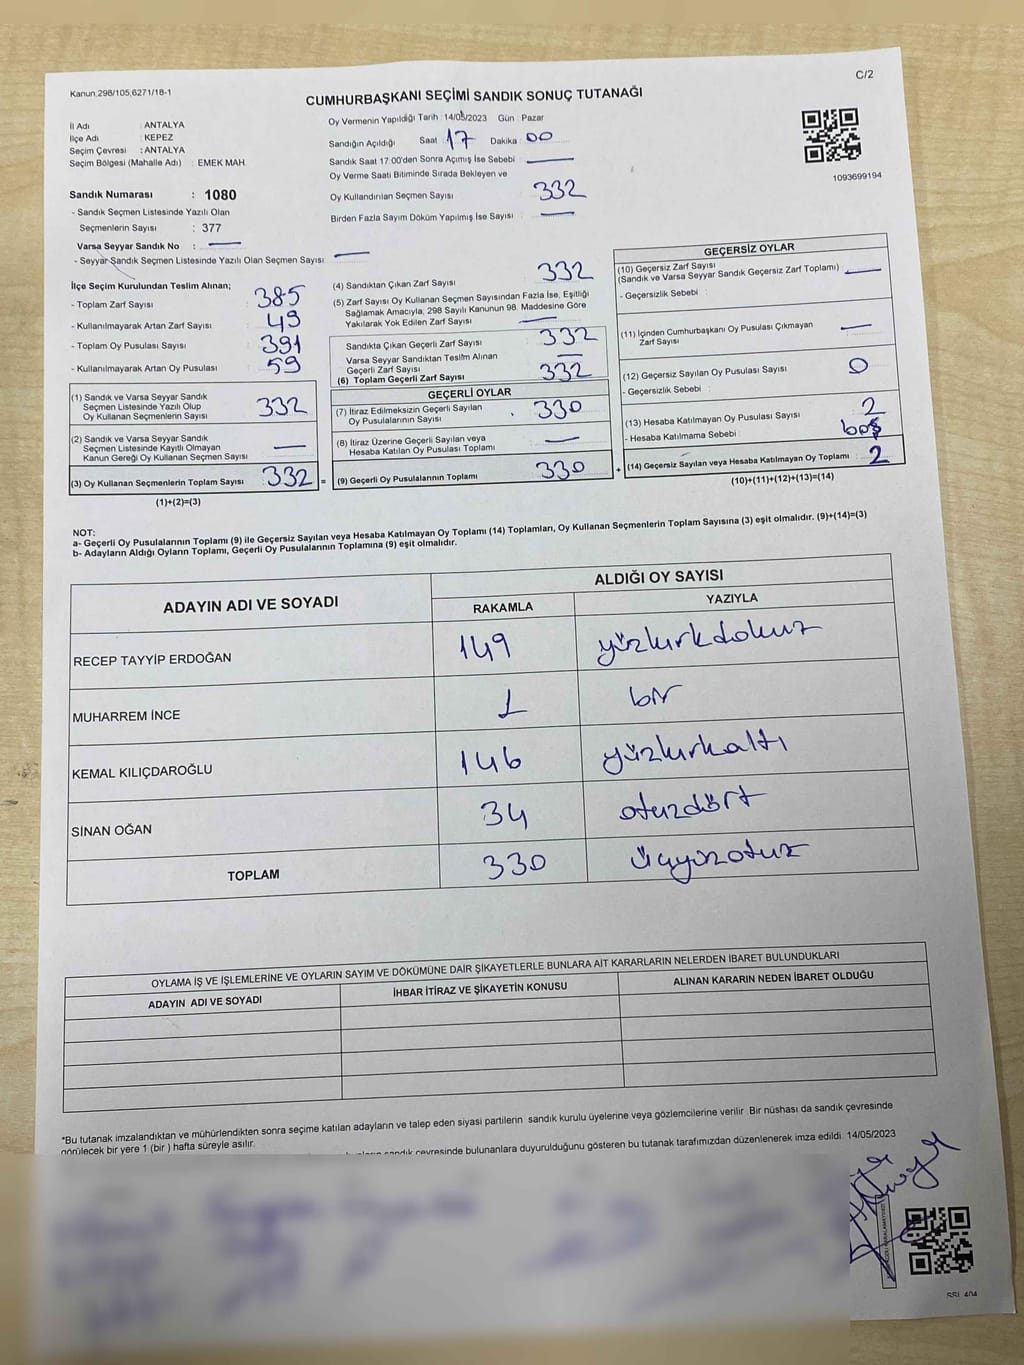 Kanun;298/105,6271/18-1
C/2
CUMHURBAŞKANI SEÇİMİ SANDIK SONUÇ TUTANAĞI
İl Adı : ANTALYA
İlçe Adı : KEPEZ
Seçim Çevresi : ANTALYA
Seçim Bölgesi (Mahalle Adı) : EMEK MAH.
Sandık Numarası : 1080
- Sandık Seçmen Listesinde Yazılı Olan
Seçmenlerin Sayısı : 377
Varsa Seyyar Sandık No :
- Seyyar Sandık Seçmen Listesinde Yazılı Olan Seçmen Sayısı
Oy Vermenin Yapıldığı Tarih : 14/05/2023 Gün : Pazar
Sandığın Açıldığı Saat 17 Dakika : 00
Sandık Saat 17:00'den Sonra Açımış İse Sebebi :
Oy Verme Saati Bitiminde Sırada Bekleyen ve
Oy Kullandırılan Seçmen Sayısı : 332
Birden Fazla Sayım Döküm Yapılmış İse Sayısı :
1093699194
İlçe Seçim Kurulundan Teslim Alınan;
- Toplam Zarf Sayısı : 385
- Kullanılmayarak Artan Zarf Sayısı : 49
- Toplam Oy Pusulası Sayısı : 391
- Kullanılmayarak Artan Oy Pusulası : 59
(1) Sandık ve Varsa Seyyar Sandık
Seçmen Listesinde Yazılı Olup
Oy Kullanan Seçmenlerin Sayısı : 332
(2) Sandık ve Varsa Seyyar Sandık
Seçmen Listesinde Kayıtlı Olmayan
Kanun Gereği Oy Kullanan Seçmen Sayısı :
(3) Oy Kullanan Seçmenlerin Toplam Sayısı : 332 =
(1)+(2)=(3)
(4) Sandıktan Çıkan Zarf Sayısı : 332
(5) Zarf Sayısı Oy Kullanan Seçmen Sayısından Fazla İse, Eşitliği
Sağlamak Amacıyla, 298 Sayılı Kanunun 98. Maddesine Göre
Yakılarak Yok Edilen Zarf Sayısı :
Sandıkta Çıkan Geçerli Zarf Sayısı : 332
Varsa Seyyar Sandıktan Teslim Alınan
Geçerli Zarf Sayısı
(6) Toplam Geçerli Zarf Sayısı : 332
GEÇERLİ OYLAR
(7) İtiraz Edilmeksizin Geçerli Sayılan
Oy Pusulalarının Sayısı : 330
(8) İtiraz Üzerine Geçerli Sayılan veya
Hesaba Katılan Oy Pusulası Toplamı :
(9) Geçerli Oy Pusulalarının Toplamı : 330 +
GEÇERSİZ OYLAR
(10) Geçersiz Zarf Sayısı
(Sandık ve Varsa Seyyar Sandık Geçersiz Zarf Toplamı) :
- Geçersizlik Sebebi :
(11) İçinden Cumhurbaşkanı Oy Pusulası Çıkmayan
Zarf Sayısı :
(12) Geçersiz Sayılan Oy Pusulası Sayısı : 0
- Geçersizlik Sebebi :
(13) Hesaba Katılmayan Oy Pusulası Sayısı : 2
- Hesaba Katılmama Sebebi : boş
(14) Geçersiz Sayılan veya Hesaba Katılmayan Oy Toplamı : 2
(10)+(11)+(12)+(13)=(14)
NOT:
a- Geçerli Oy Pusulalarının Toplamı (9) ile Geçersiz Sayılan veya Hesaba Katılmayan Oy Toplamı (14) Toplamları, Oy Kullanan Seçmenlerin Toplam Sayısına (3) eşit olmalıdır. (9)+(14)=(3)
b- Adayların Aldığı Oyların Toplamı, Geçerli Oy Pusulalarının Toplamına (9) eşit olmalıdır.
ADAYIN ADI VE SOYADI
ALDIĞI OY SAYISI
RAKAMLA YAZIYLA
RECEP TAYYİP ERDOĞAN 149 yüzkırkdokuz
MUHARREM İNCE 1 bir
KEMAL KILIÇDAROĞLU 146 yüzkırkaltı
SİNAN OĞAN 34 otuzdört
TOPLAM 330 üçyüzotuz
OYLAMA İŞ VE İŞLEMLERİNE VE OYLARIN SAYIM VE DÖKÜMÜNE DAİR ŞİKAYETLERLE BUNLARA AİT KARARLARIN NELERDEN İBARET BULUNDUKLARI
ADAYIN ADI VE SOYADI İHBAR İTİRAZ VE ŞİKAYETİN KONUSU ALINAN KARARIN NEDEN İBARET OLDUĞU
*Bu tutanak imzalandıktan ve mühürlendikten sonra seçime katılan adayların ve talep eden siyasi partilerin sandık kurulu üyelerine veya gözlemcilerine verilir Bir nüshası da sandık çevresinde
görülecek bir yere 1 (bir ) hafta süreyle asılır.
sandık çevresinde bulunanlara duyurulduğunu gösteren bu tutanak tarafımızdan düzenlenerek imza edildi. 14/05/2023